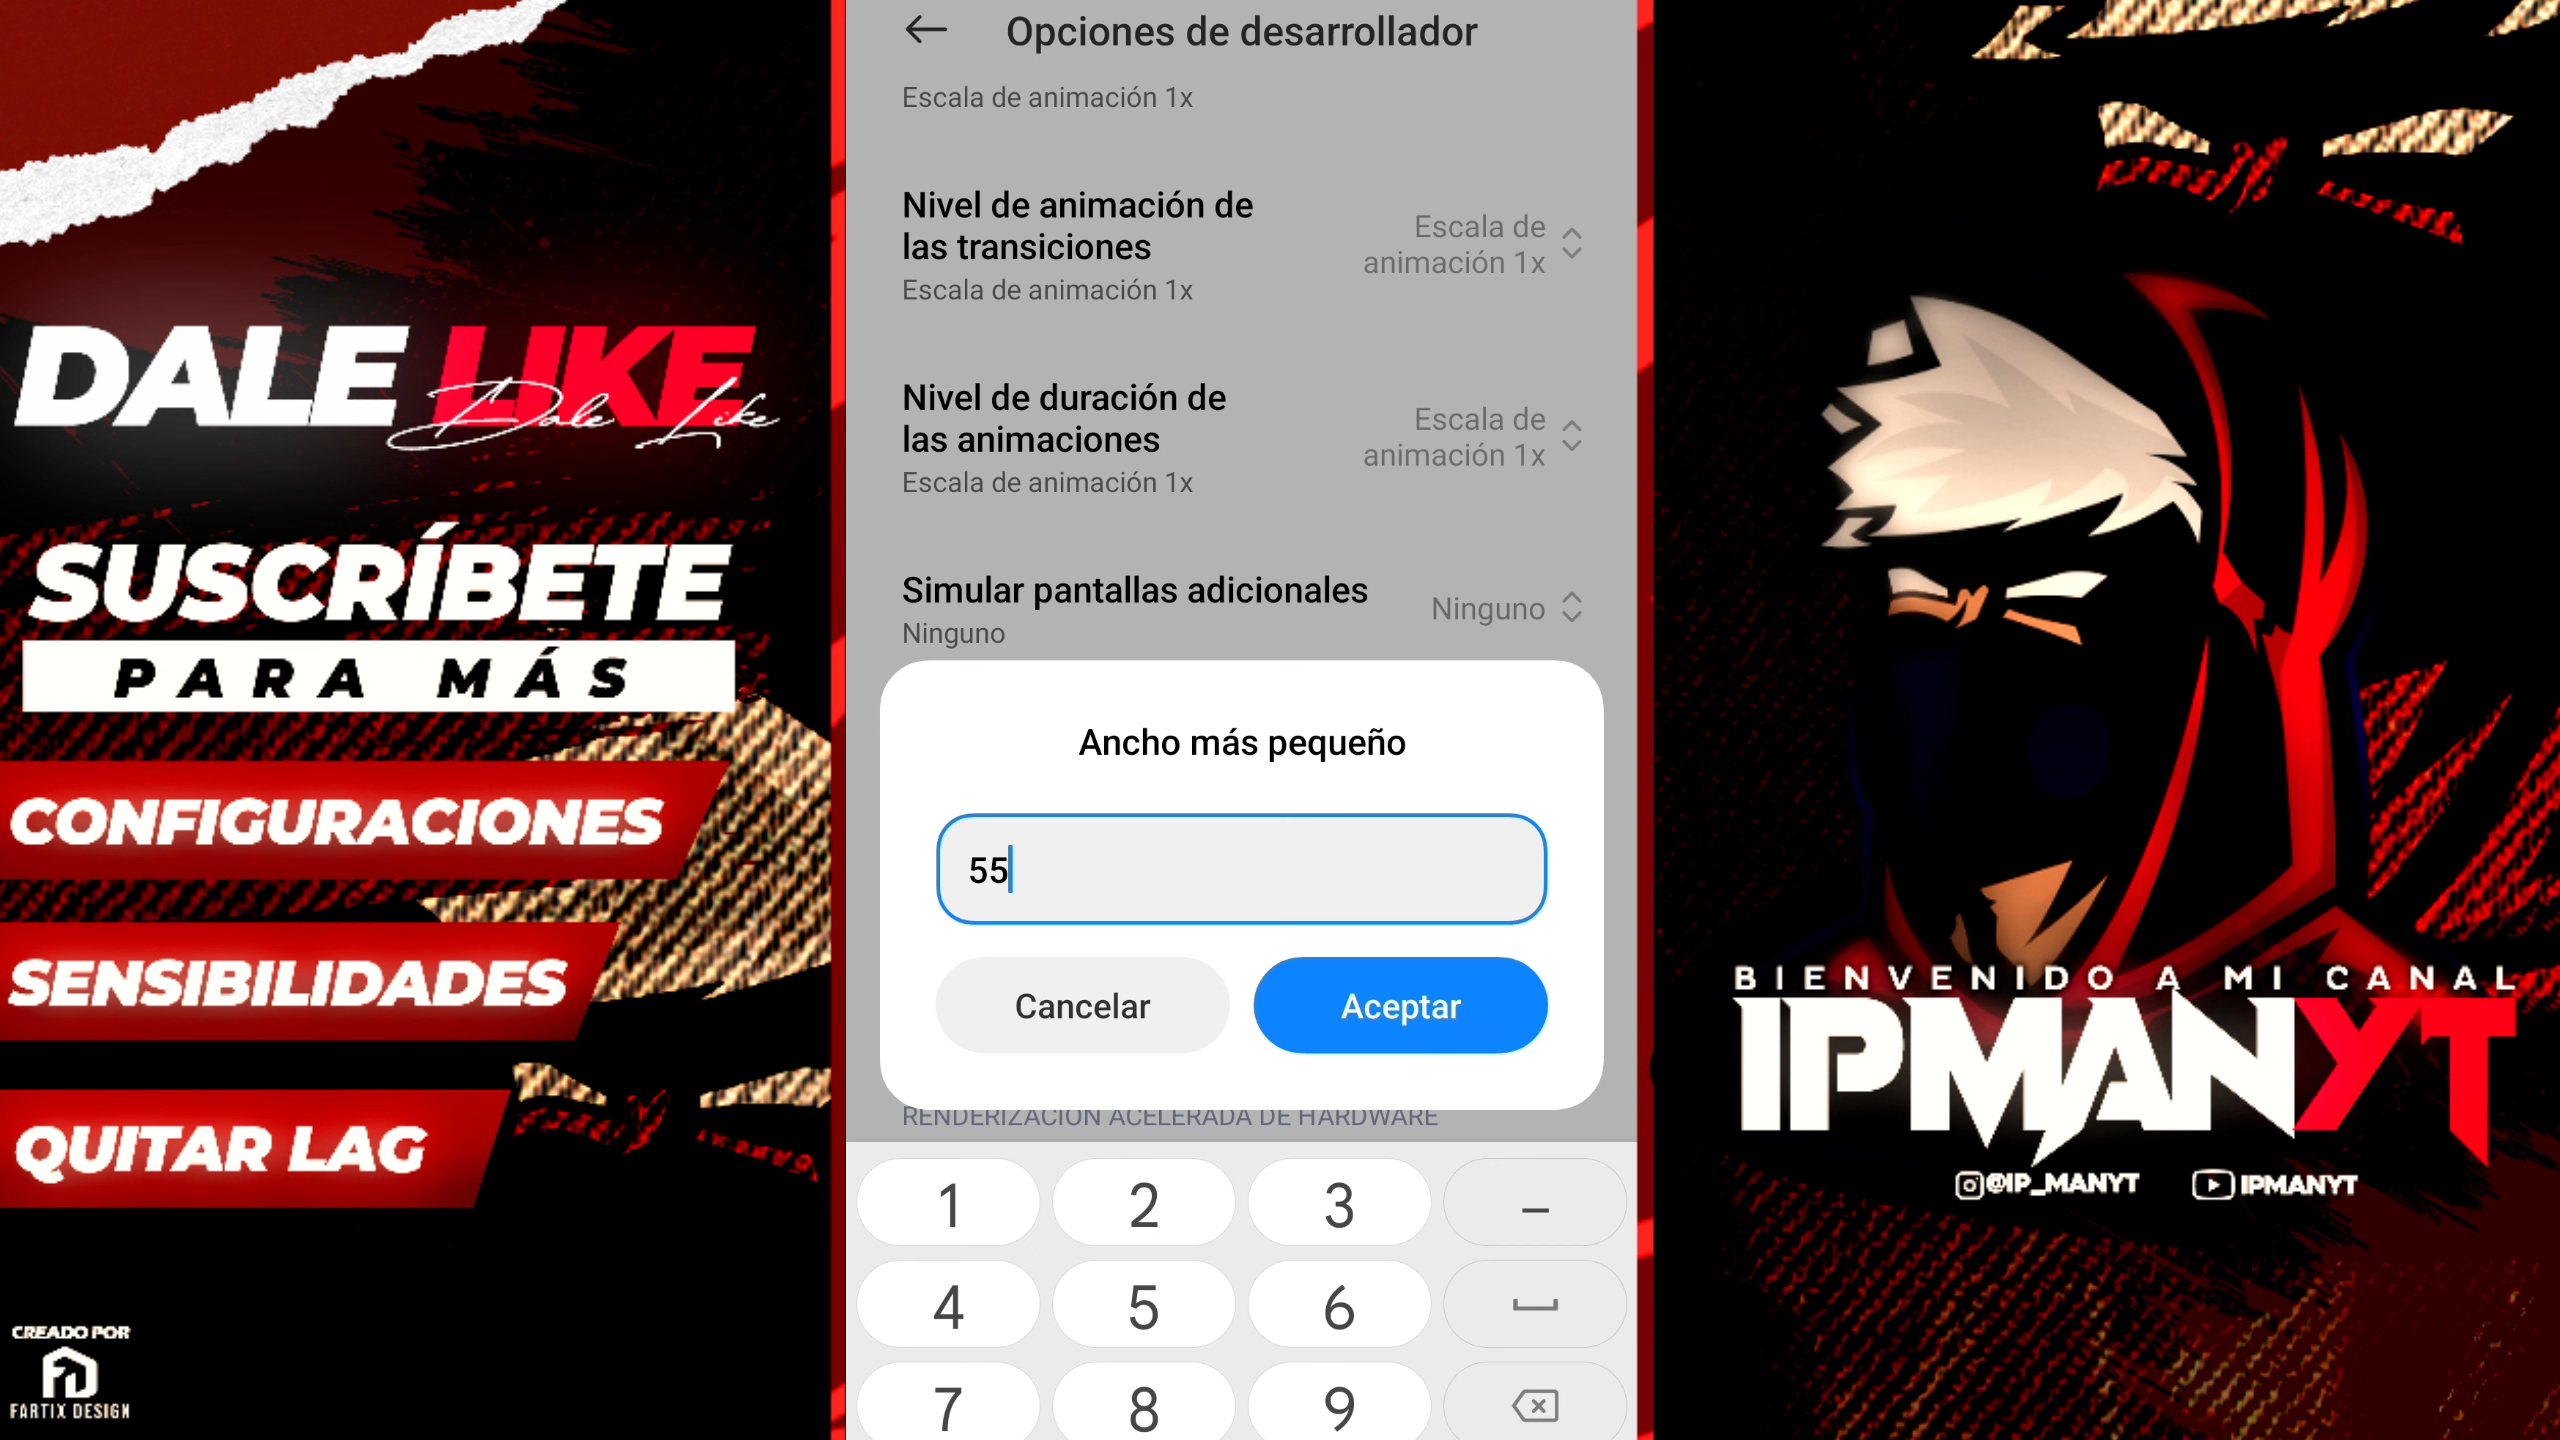 DALE LIKE
Dale Like
SUSCRÍBETE
PARA MÁS
CONFIGURACIONES
SENSIBILIDADES
QUITAR LAG
CREADO POR
FARTIX DESIGN
Opciones de desarrollador
Escala de animación 1x
Nivel de animación de
las transiciones
Escala de animación 1x
Escala de
animación 1x
Nivel de duración de
las animaciones
Escala de animación 1x
Escala de
animación 1x
Simular pantallas adicionales
Ninguno
Ninguno
Ancho más pequeño
55
Cancelar
Aceptar
RENDERIZACIÓN ACELERADA DE HARDWARE
1 2 3 –
4 5 6
7 8 9
BIENVENIDO A MI CANAL
IPMANYT
@IP_MANYT IPMANYT